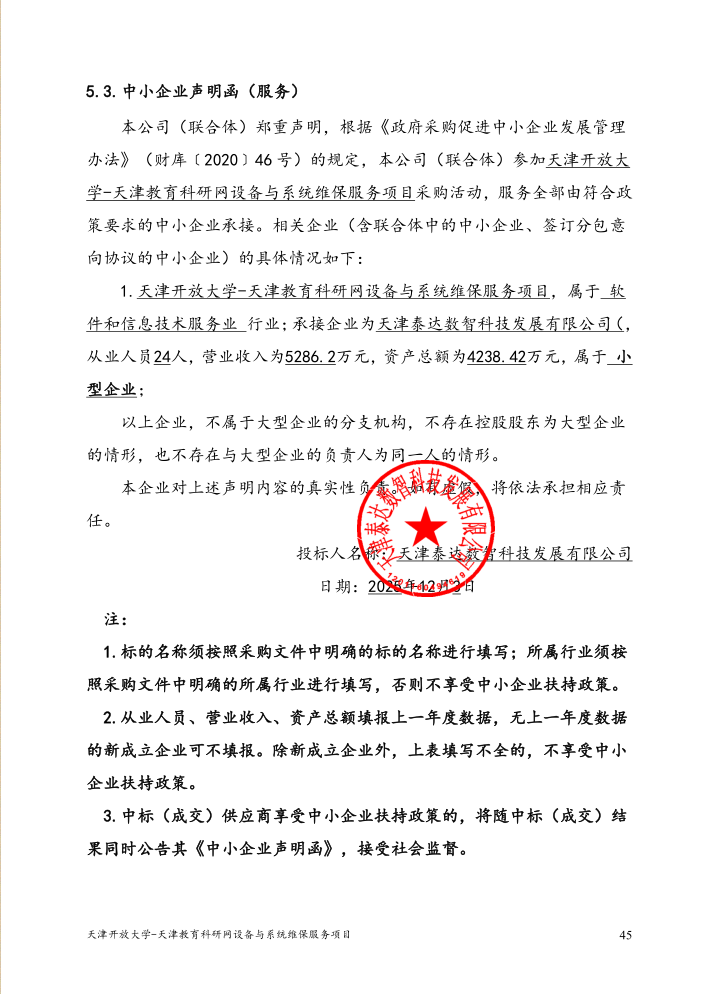 5.3.中小企业声明函（服务）
本公司（联合体）郑重声明，根据《政府采购促进中小企业发展管理
办法》（财库﹝2020﹞46 号）的规定，本公司（联合体）参加天津开放大
学-天津教育科研网设备与系统维保服务项目采购活动，服务全部由符合政
策要求的中小企业承接。相关企业（含联合体中的中小企业、签订分包意
向协议的中小企业）的具体情况如下：
1.天津开放大学-天津教育科研网设备与系统维保服务项目，属于 软
件和信息技术服务业 行业；承接企业为天津泰达数智科技发展有限公司（，
从业人员24人，营业收入为5286.2万元，资产总额为4238.42万元，属于 小
型企业；
以上企业，不属于大型企业的分支机构，不存在控股股东为大型企业
的情形，也不存在与大型企业的负责人为同一人的情形。
本企业对上述声明内容的真实性负责。如有虚假，将依法承担相应责
任。
天津泰达数智科技发展有限公司
投标人名称：天津泰达数智科技发展有限公司
日期：2025年12月3日
注：
1.标的名称须按照采购文件中明确的标的名称进行填写；所属行业须按
照采购文件中明确的所属行业进行填写，否则不享受中小企业扶持政策。
2.从业人员、营业收入、资产总额填报上一年度数据，无上一年度数据
的新成立企业可不填报。除新成立企业外，上表填写不全的，不享受中小
企业扶持政策。
3.中标（成交）供应商享受中小企业扶持政策的，将随中标（成交）结
果同时公告其《中小企业声明函》，接受社会监督。
天津开放大学-天津教育科研网设备与系统维保服务项目
45